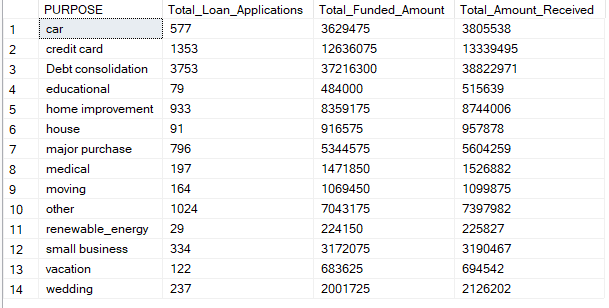 PURPOSE Total_Loan_Applications Total_Funded_Amount Total_Amount_Received
1 car 577 3629475 3805538
2 credit card 1353 12636075 13339495
3 Debt consolidation 3753 37216300 38822971
4 educational 79 484000 515639
5 home improvement 933 8359175 8744006
6 house 91 916575 957878
7 major purchase 796 5344575 5604259
8 medical 197 1471850 1526882
9 moving 164 1069450 1099875
10 other 1024 7043175 7397982
11 renewable_energy 29 224150 225827
12 small business 334 3172075 3190467
13 vacation 122 683625 694542
14 wedding 237 2001725 2126202